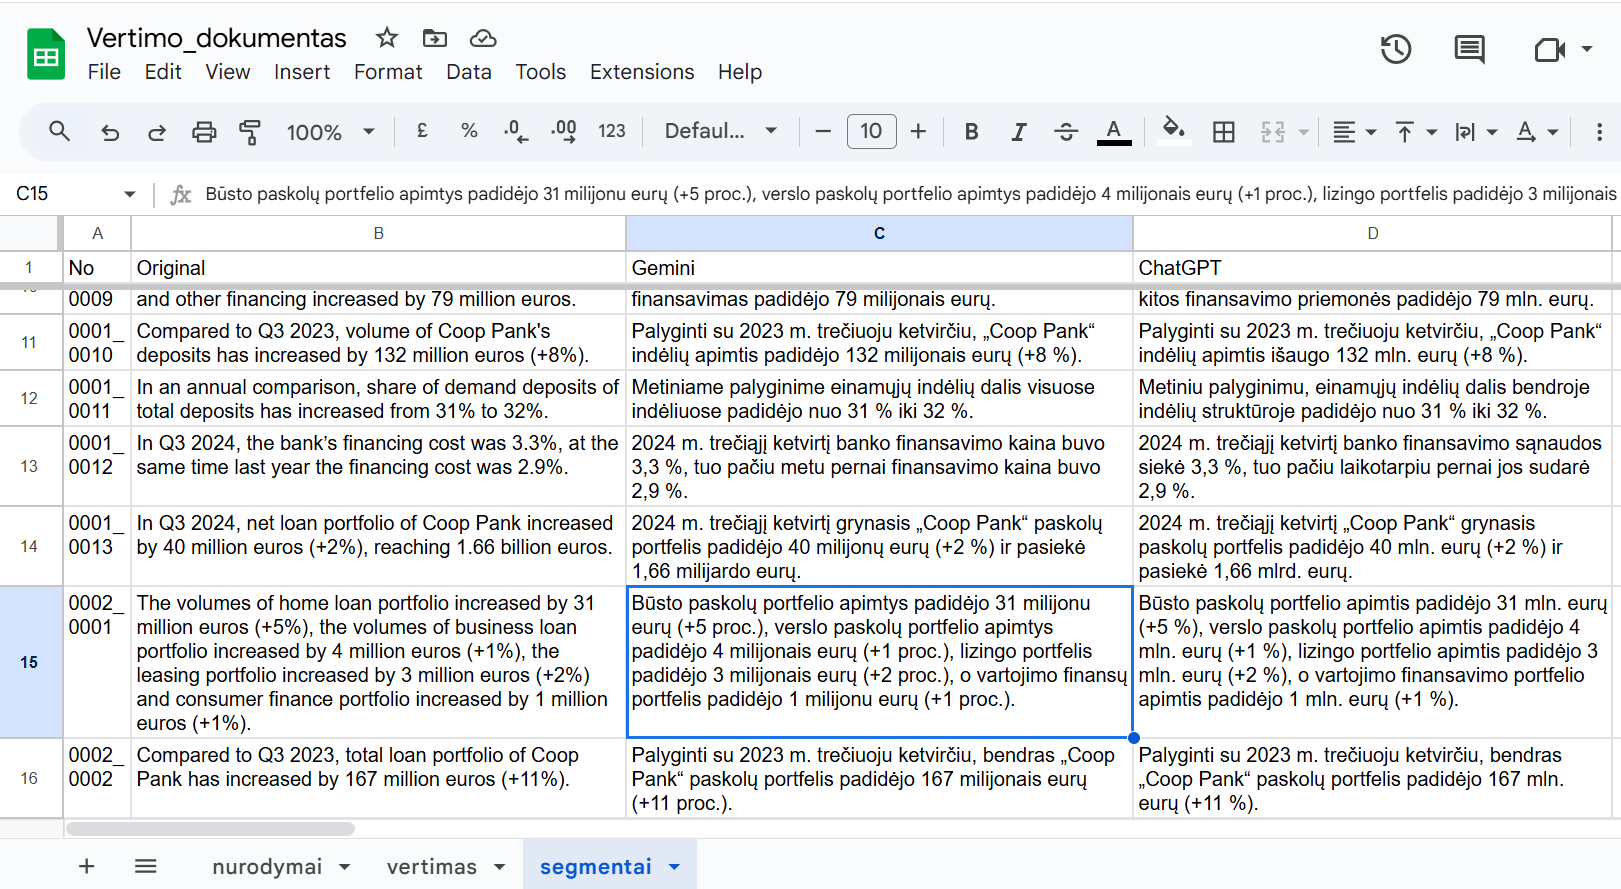 Vertimo_dokumentas
File Edit View Insert Format Data Tools Extensions Help
100% £ % .0 .00 123 Defaul... 10 B I A A
C15 fx Būsto paskolų portfelio apimtys padidėjo 31 milijonu eurų (+5 proc.), verslo paskolų portfelio apimtys padidėjo 4 milijonais eurų (+1 proc.), lizingo portfelis padidėjo 3 milijonais
A B C D
1 No Original Gemini ChatGPT
0009 and other financing increased by 79 million euros. finansavimas padidėjo 79 milijonais eurų. kitos finansavimo priemonės padidėjo 79 mln. eurų.
11
0001_
0010
Compared to Q3 2023, volume of Coop Pank's
deposits has increased by 132 million euros (+8%).
Palyginti su 2023 m. trečiuoju ketvirčiu, „Coop Pank“
indėlių apimtis padidėjo 132 milijonais eurų (+8 %).
Palyginti su 2023 m. trečiuoju ketvirčiu, „Coop Pank“
indėlių apimtis išaugo 132 mln. eurų (+8 %).
12
0001_
0011
In an annual comparison, share of demand deposits of
total deposits has increased from 31% to 32%.
Metiniame palyginime einamųjų indėlių dalis visuose
indėliuose padidėjo nuo 31 % iki 32 %.
Metiniu palyginimu, einamųjų indėlių dalis bendroje
indėlių struktūroje padidėjo nuo 31 % iki 32 %.
13
0001_
0012
In Q3 2024, the bank’s financing cost was 3.3%, at the
same time last year the financing cost was 2.9%.
2024 m. trečiąjį ketvirtį banko finansavimo kaina buvo
3,3 %, tuo pačiu metu pernai finansavimo kaina buvo
2,9 %.
2024 m. trečiąjį ketvirtį banko finansavimo sąnaudos
siekė 3,3 %, tuo pačiu laikotarpiu pernai jos sudarė
2,9 %.
14
0001_
0013
In Q3 2024, net loan portfolio of Coop Pank increased
by 40 million euros (+2%), reaching 1.66 billion euros.
2024 m. trečiąjį ketvirtį grynasis „Coop Pank“ paskolų
portfelis padidėjo 40 milijonų eurų (+2 %) ir pasiekė
1,66 milijardo eurų.
2024 m. trečiąjį ketvirtį „Coop Pank“ grynasis
paskolų portfelis padidėjo 40 mln. eurų (+2 %) ir
pasiekė 1,66 mlrd. eurų.
15
0002_
0001
The volumes of home loan portfolio increased by 31
million euros (+5%), the volumes of business loan
portfolio increased by 4 million euros (+1%), the
leasing portfolio increased by 3 million euros (+2%)
and consumer finance portfolio increased by 1 million
euros (+1%).
Būsto paskolų portfelio apimtys padidėjo 31 milijonu
eurų (+5 proc.), verslo paskolų portfelio apimtys
padidėjo 4 milijonais eurų (+1 proc.), lizingo portfelis
padidėjo 3 milijonais eurų (+2 proc.), o vartojimo finansų
portfelis padidėjo 1 milijonu eurų (+1 proc.).
Būsto paskolų portfelio apimtis padidėjo 31 mln. eurų
(+5 %), verslo paskolų portfelio apimtis padidėjo 4
mln. eurų (+1 %), lizingo portfelio apimtis padidėjo 3
mln. eurų (+2 %), o vartojimo finansavimo portfelio
apimtis padidėjo 1 mln. eurų (+1 %).
16
0002_
0002
Compared to Q3 2023, total loan portfolio of Coop
Pank has increased by 167 million euros (+11%).
Palyginti su 2023 m. trečiuoju ketvirčiu, bendras „Coop
Pank“ paskolų portfelis padidėjo 167 milijonais eurų
(+11 proc.).
Palyginti su 2023 m. trečiuoju ketvirčiu, bendras
„Coop Pank“ paskolų portfelis padidėjo 167 mln.
eurų (+11 %).
nurodymai vertimas segmentai